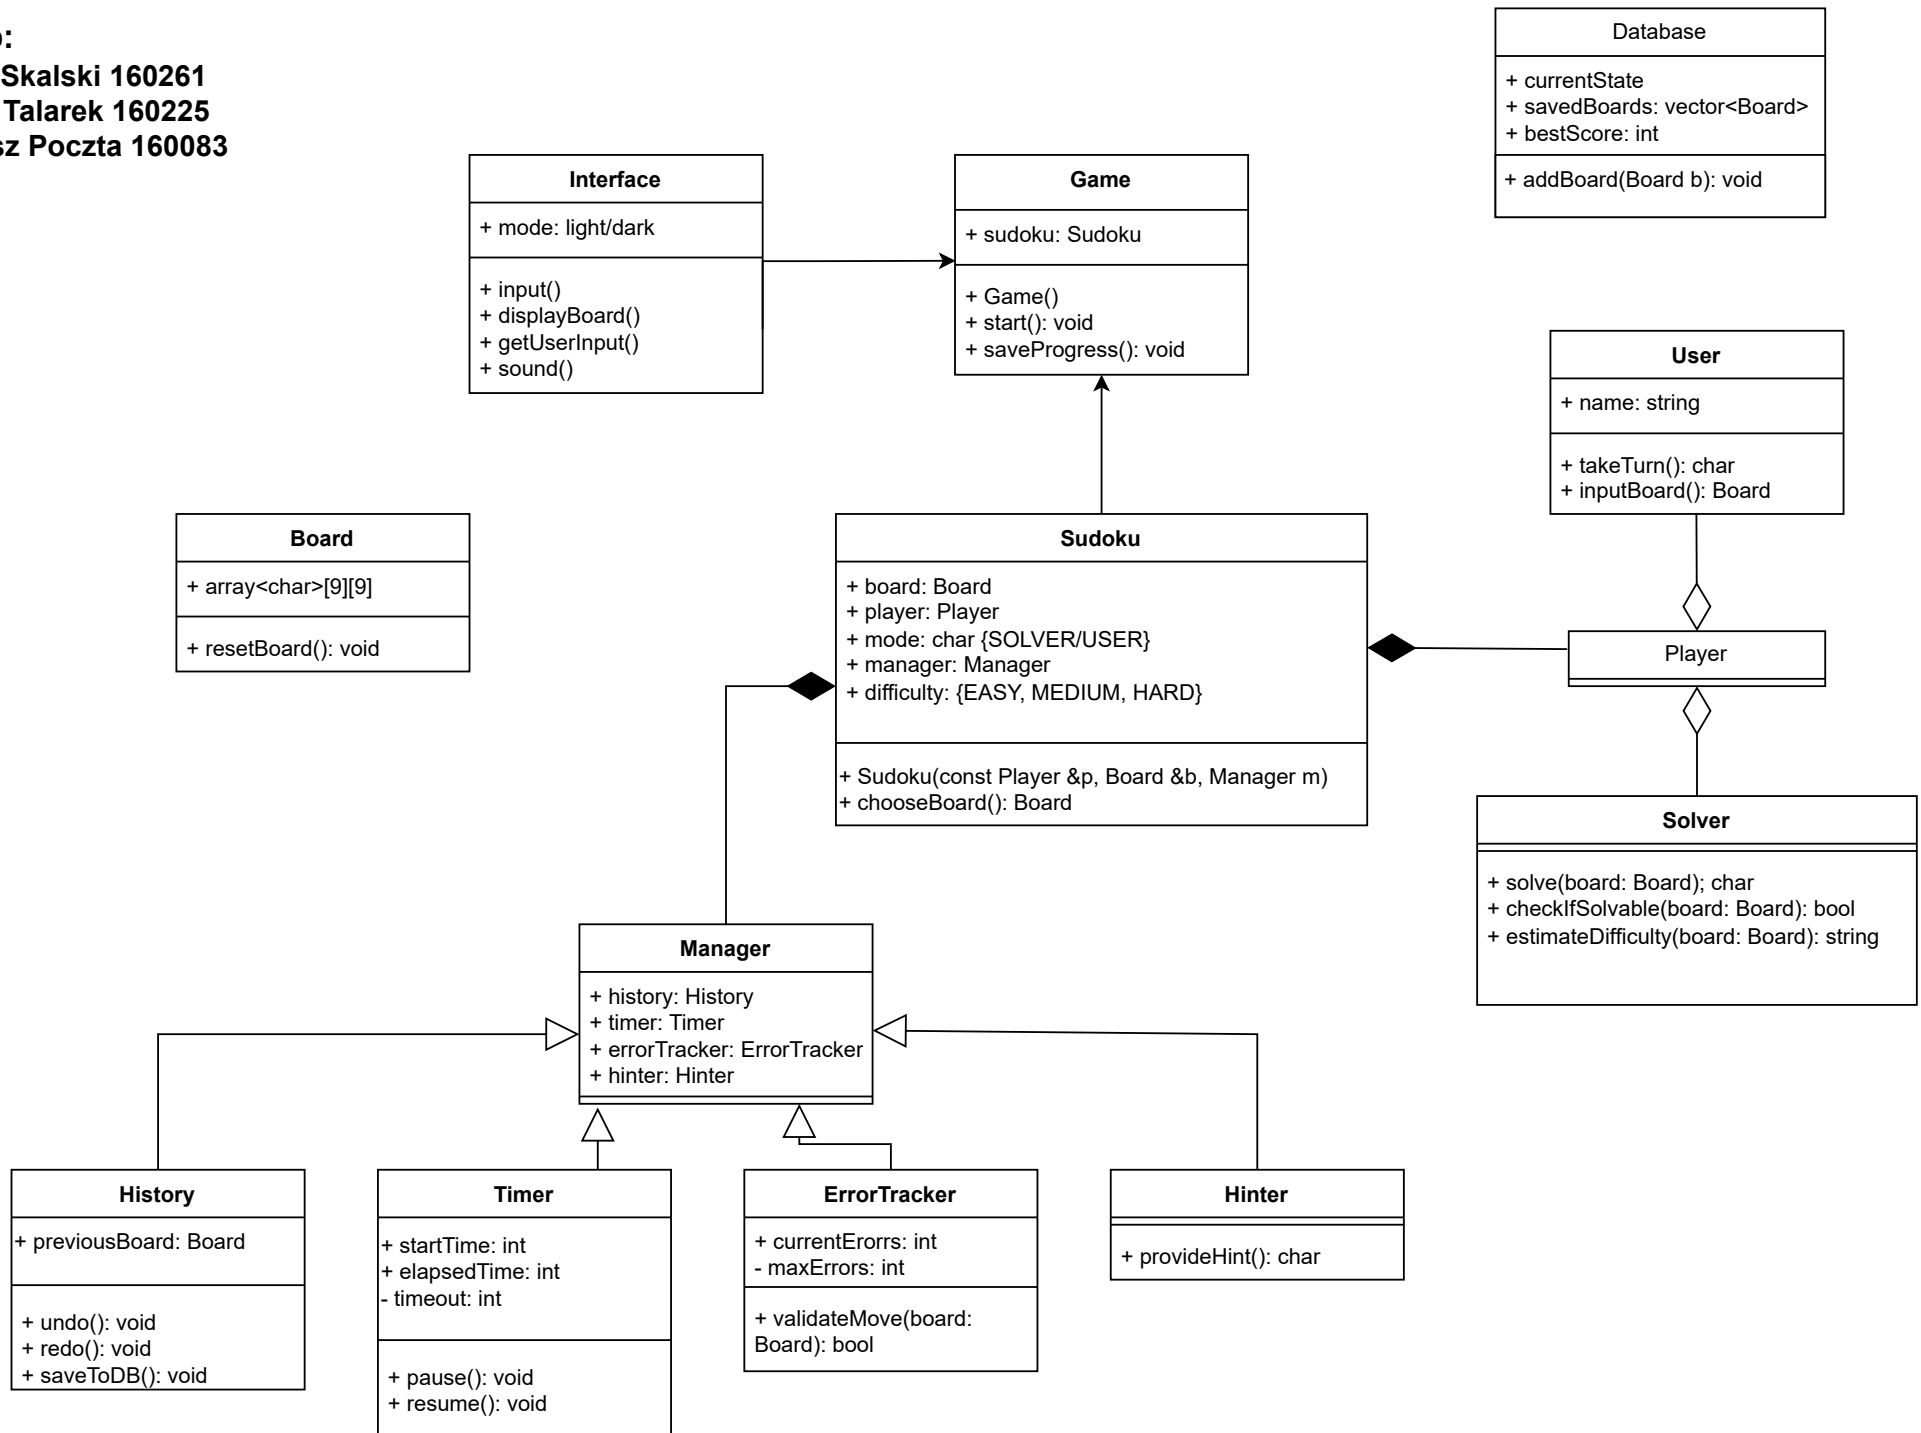 Skalski 160261
Talarek 160225
Poczta 160083
Database
+ currentState
+ savedBoards: vector<Board>
+ bestScore: int
+ addBoard(Board b): void
Interface
+ mode: light/dark
+ input()
+ displayBoard()
+ getUserInput()
+ sound()
Game
+ sudoku: Sudoku
+ Game()
+ start(): void
+ saveProgress(): void
User
+ name: string
+ takeTurn(): char
+ inputBoard(): Board
Board
+ array<char>[9][9]
+ resetBoard(): void
Sudoku
+ board: Board
+ player: Player
+ mode: char {SOLVER/USER}
+ manager: Manager
+ difficulty: {EASY, MEDIUM, HARD}
+ Sudoku(const Player &p, Board &b, Manager m)
+ chooseBoard(): Board
Player
Solver
+ solve(board: Board); char
+ checkIfSolvable(board: Board): bool
+ estimateDifficulty(board: Board): string
Manager
+ history: History
+ timer: Timer
+ errorTracker: ErrorTracker
+ hinter: Hinter
History
+ previousBoard: Board
+ undo(): void
+ redo(): void
+ saveToDB(): void
Timer
+ startTime: int
+ elapsedTime: int
- timeout: int
+ pause(): void
+ resume(): void
ErrorTracker
+ currentErorrs: int
- maxErrors: int
+ validateMove(board:
Board): bool
Hinter
+ provideHint(): char